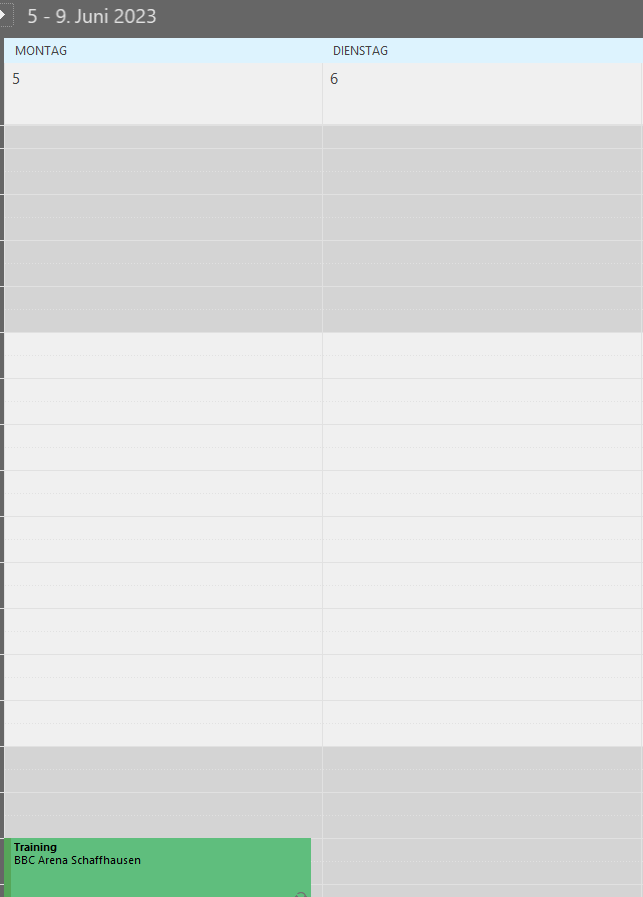 5 - 9. Juni 2023
MONTAG
DIENSTAG
5
6
Training
BBC Arena Schaffhausen